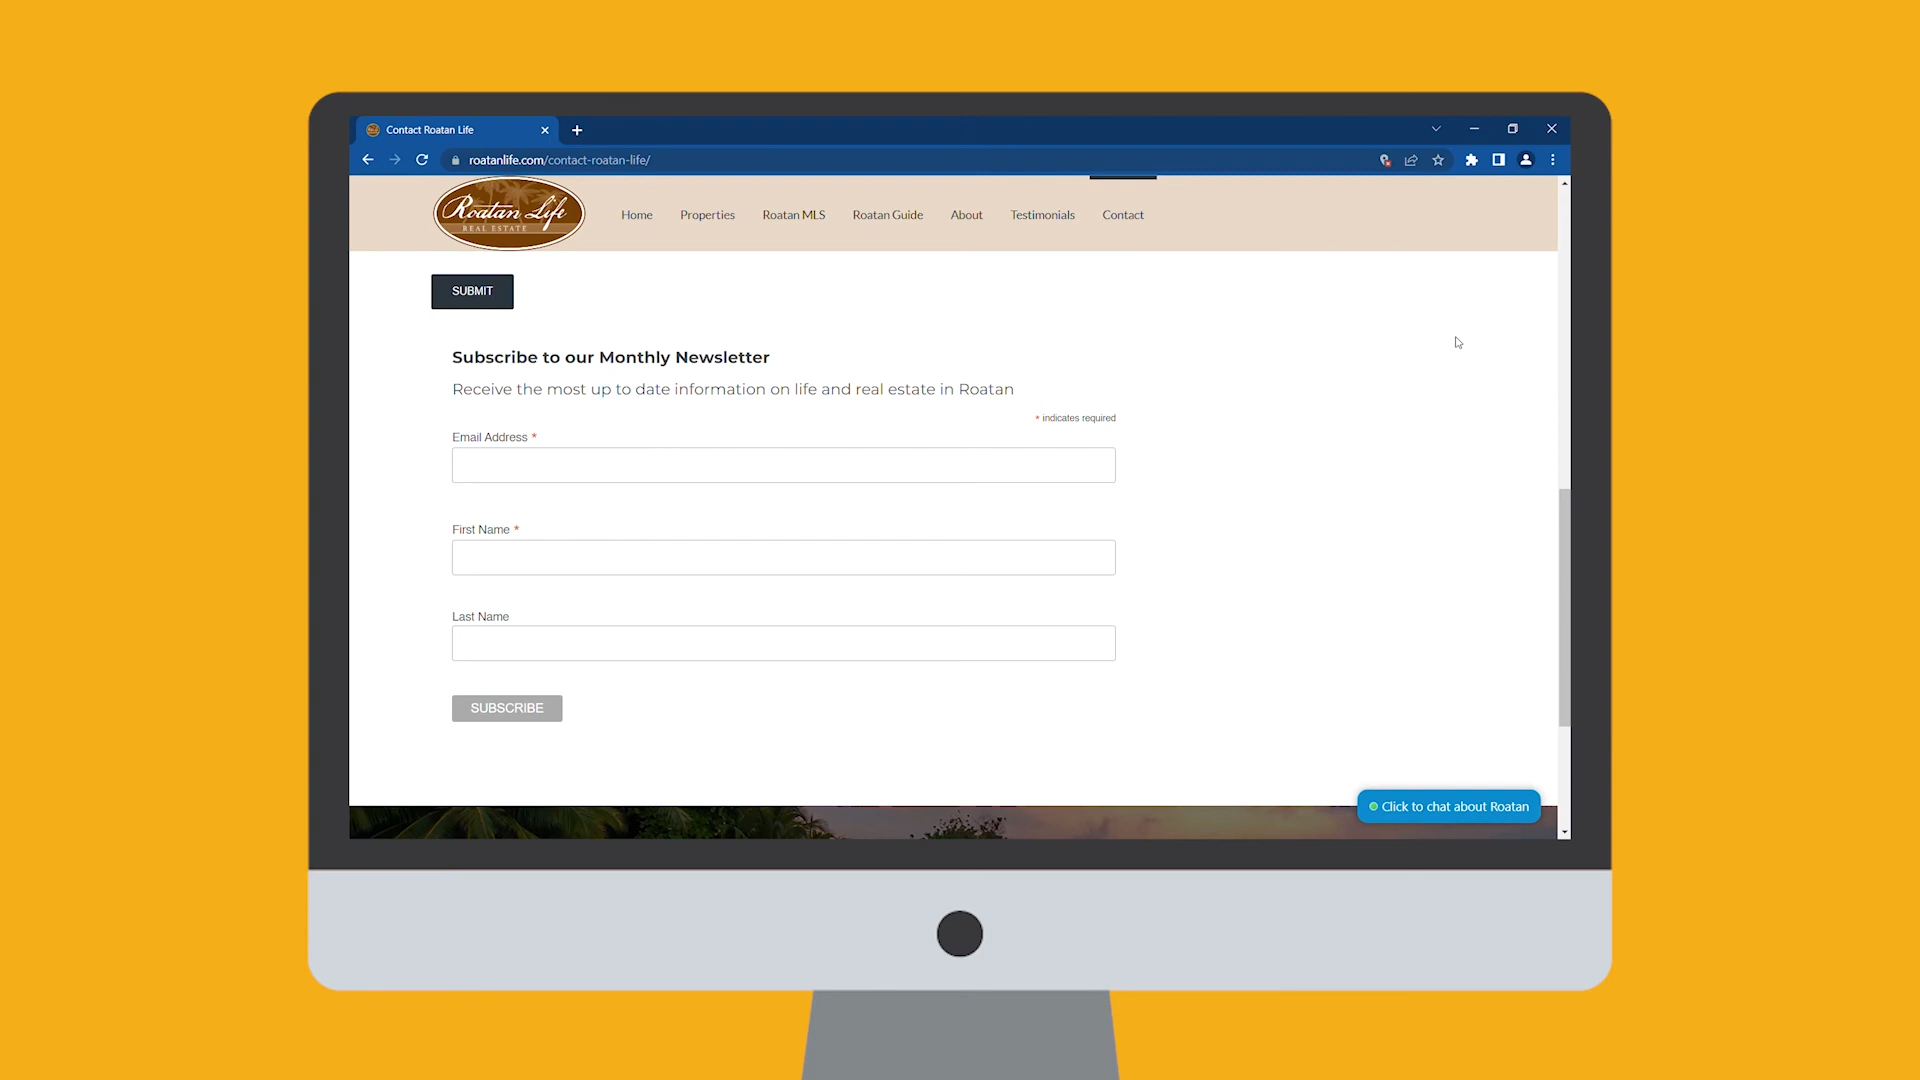 Contact Roatan Life
roatanlife.com/contact-roatan-life/
Roatan Life
REAL ESTATE
Home
Properties
Roatan MLS
Roatan Guide
About
Testimonials
Contact
SUBMIT
Subscribe to our Monthly Newsletter
Receive the most up to date information on life and real estate in Roatan
* indicates required
Email Address *
First Name *
Last Name
SUBSCRIBE
Click to chat about Roatan